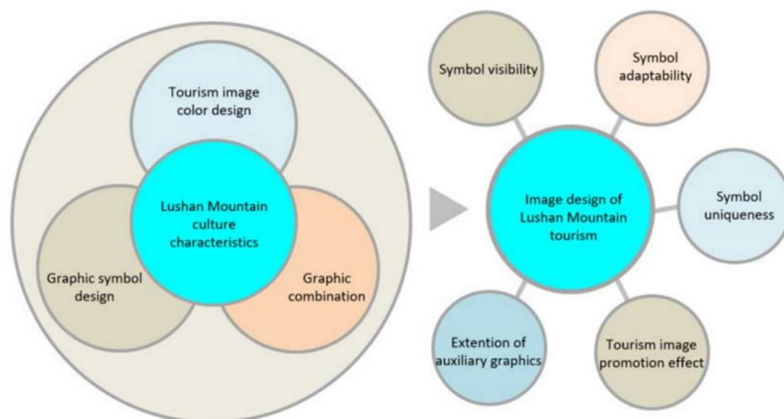 Tourism image
color design
Lushan Mountain
culture
characteristics
Graphic symbol
design
Graphic
combination
Symbol visibility
Symbol
adaptability
Image design of
Lushan Mountain
tourism
Symbol
uniqueness
Extention of
auxiliary graphics
Tourism image
promotion effect